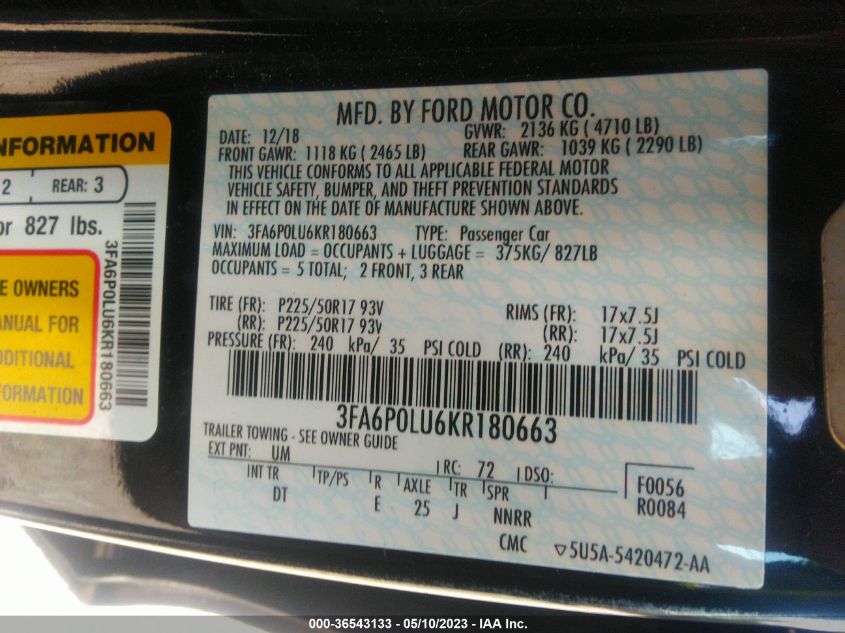 NFORMATION
2 REAR: 3
or 827 lbs.
E OWNERS
ANUAL FOR
DDITIONAL
FORMATION
3FA6P0LU6KR180663
MFD. BY FORD MOTOR CO.
DATE: 12/18 GVWR: 2136 KG ( 4710 LB)
FRONT GAWR: 1118 KG ( 2465 LB) REAR GAWR: 1039 KG ( 2290 LB)
THIS VEHICLE CONFORMS TO ALL APPLICABLE FEDERAL MOTOR
VEHICLE SAFETY, BUMPER, AND THEFT PREVENTION STANDARDS
IN EFFECT ON THE DATE OF MANUFACTURE SHOWN ABOVE.
VIN: 3FA6P0LU6KR180663 TYPE: Passenger Car
MAXIMUM LOAD = OCCUPANTS + LUGGAGE = 375KG/ 827LB
OCCUPANTS = 5 TOTAL; 2 FRONT, 3 REAR
TIRE (FR): P225/50R17 93V RIMS (FR): 17x7.5J
(RR): P225/50R17 93V (RR): 17x7.5J
PRESSURE (FR): 240 kPa/ 35 PSI COLD (RR): 240 kPa/ 35 PSI COLD
3FA6P0LU6KR180663
TRAILER TOWING - SEE OWNER GUIDE
EXT PNT: UM RC: 72 DSO:
INT TR TP/PS R AXLE TR SPR F0056
DT E 25 J NNRR R0084
CMC ▽5U5A-5420472-AA
000-36543133 - 05/10/2023 - IAA Inc.